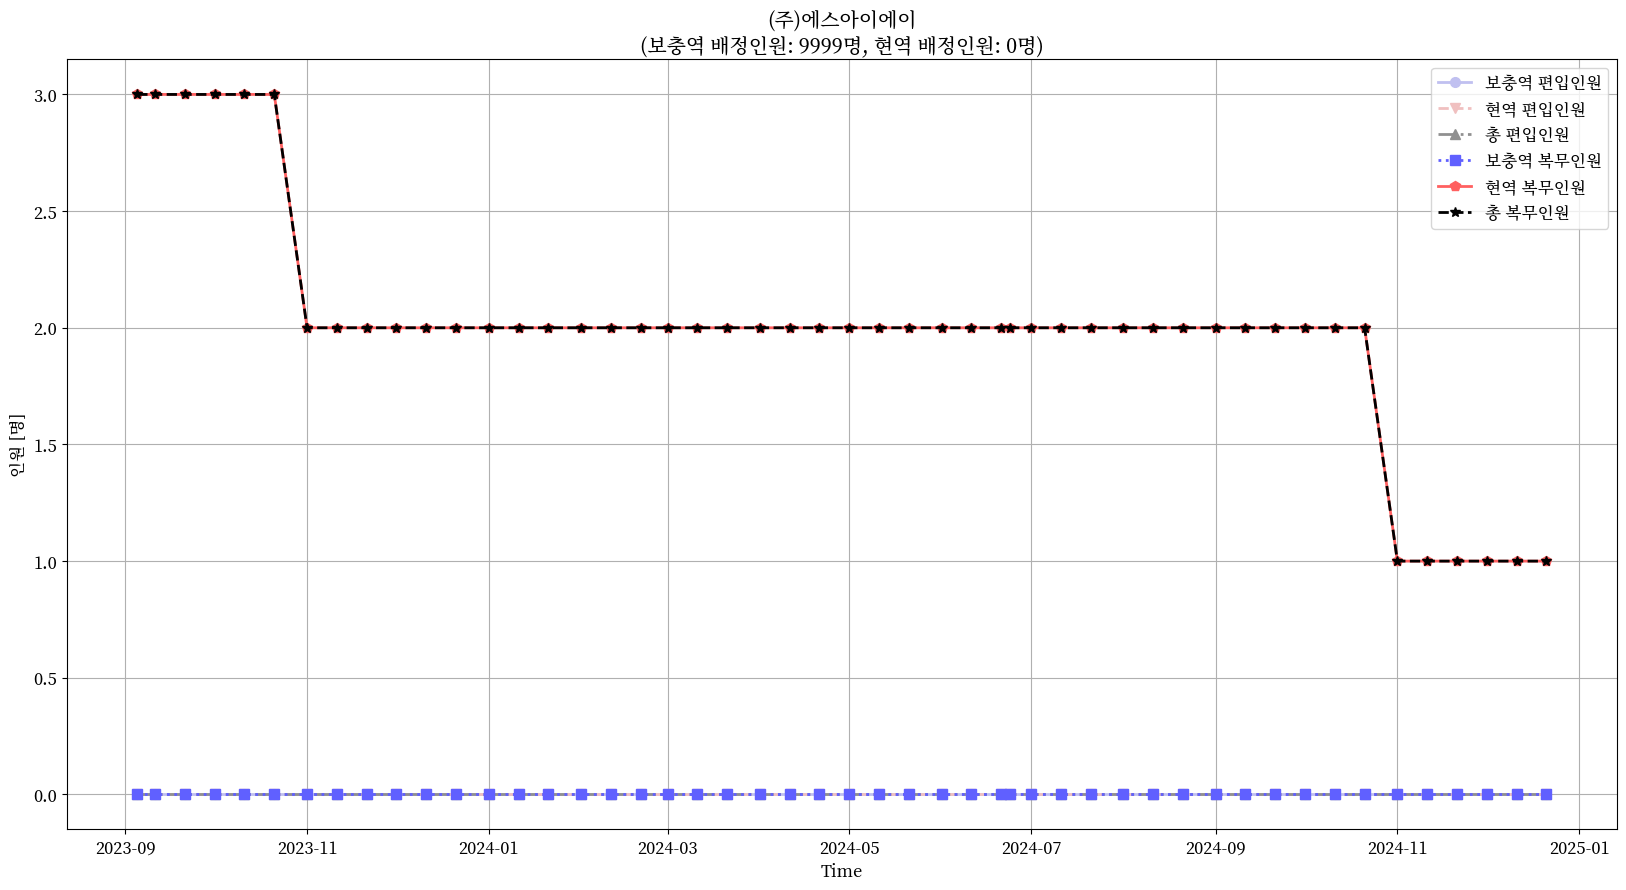 (주)에스아이에이
(보충역 배정인원: 9999명, 현역 배정인원: 0명)
보충역 편입인원
현역 편입인원
총 편입인원
보충역 복무인원
현역 복무인원
총 복무인원
인원 [명]
3.0
2.5
2.0
1.5
1.0
0.5
0.0
2023-09 2023-11 2024-01 2024-03 2024-05 2024-07 2024-09 2024-11 2025-01
Time